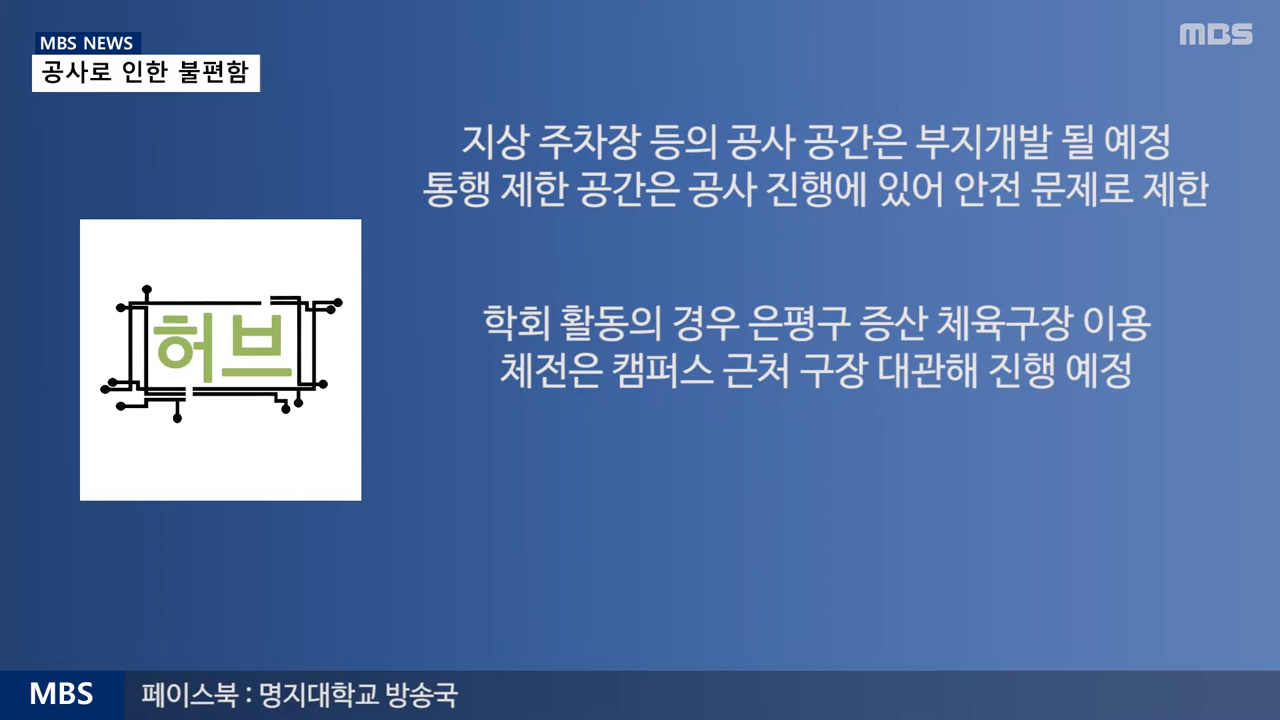 MBS NEWS
MBS
공사로 인한 불편함
지상 주차장 등의 공사 공간은 부지개발 될 예정
통행 제한 공간은 공사 진행에 있어 안전 문제로 제한
허브
학회 활동의 경우 은평구 증산 체육구장 이용
체전은 캠퍼스 근처 구장 대관해 진행 예정
MBS
페이스북 : 명지대학교 방송국